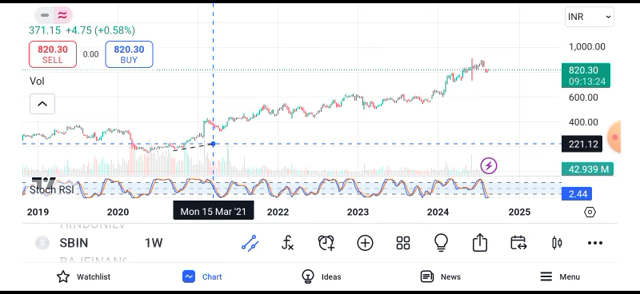 INR
371.15 +4.75 (+0.58%)
820.30 SELL 0.00 820.30 BUY
1,000.00
820.30
09:13:24
Vol
600.00
400.00
221.12
42.939 M
Stoch RSI
2.44
2019 2020 Mon 15 Mar '21 2022 2023 2024 2025
SBIN 1W
Watchlist Chart Ideas News Menu